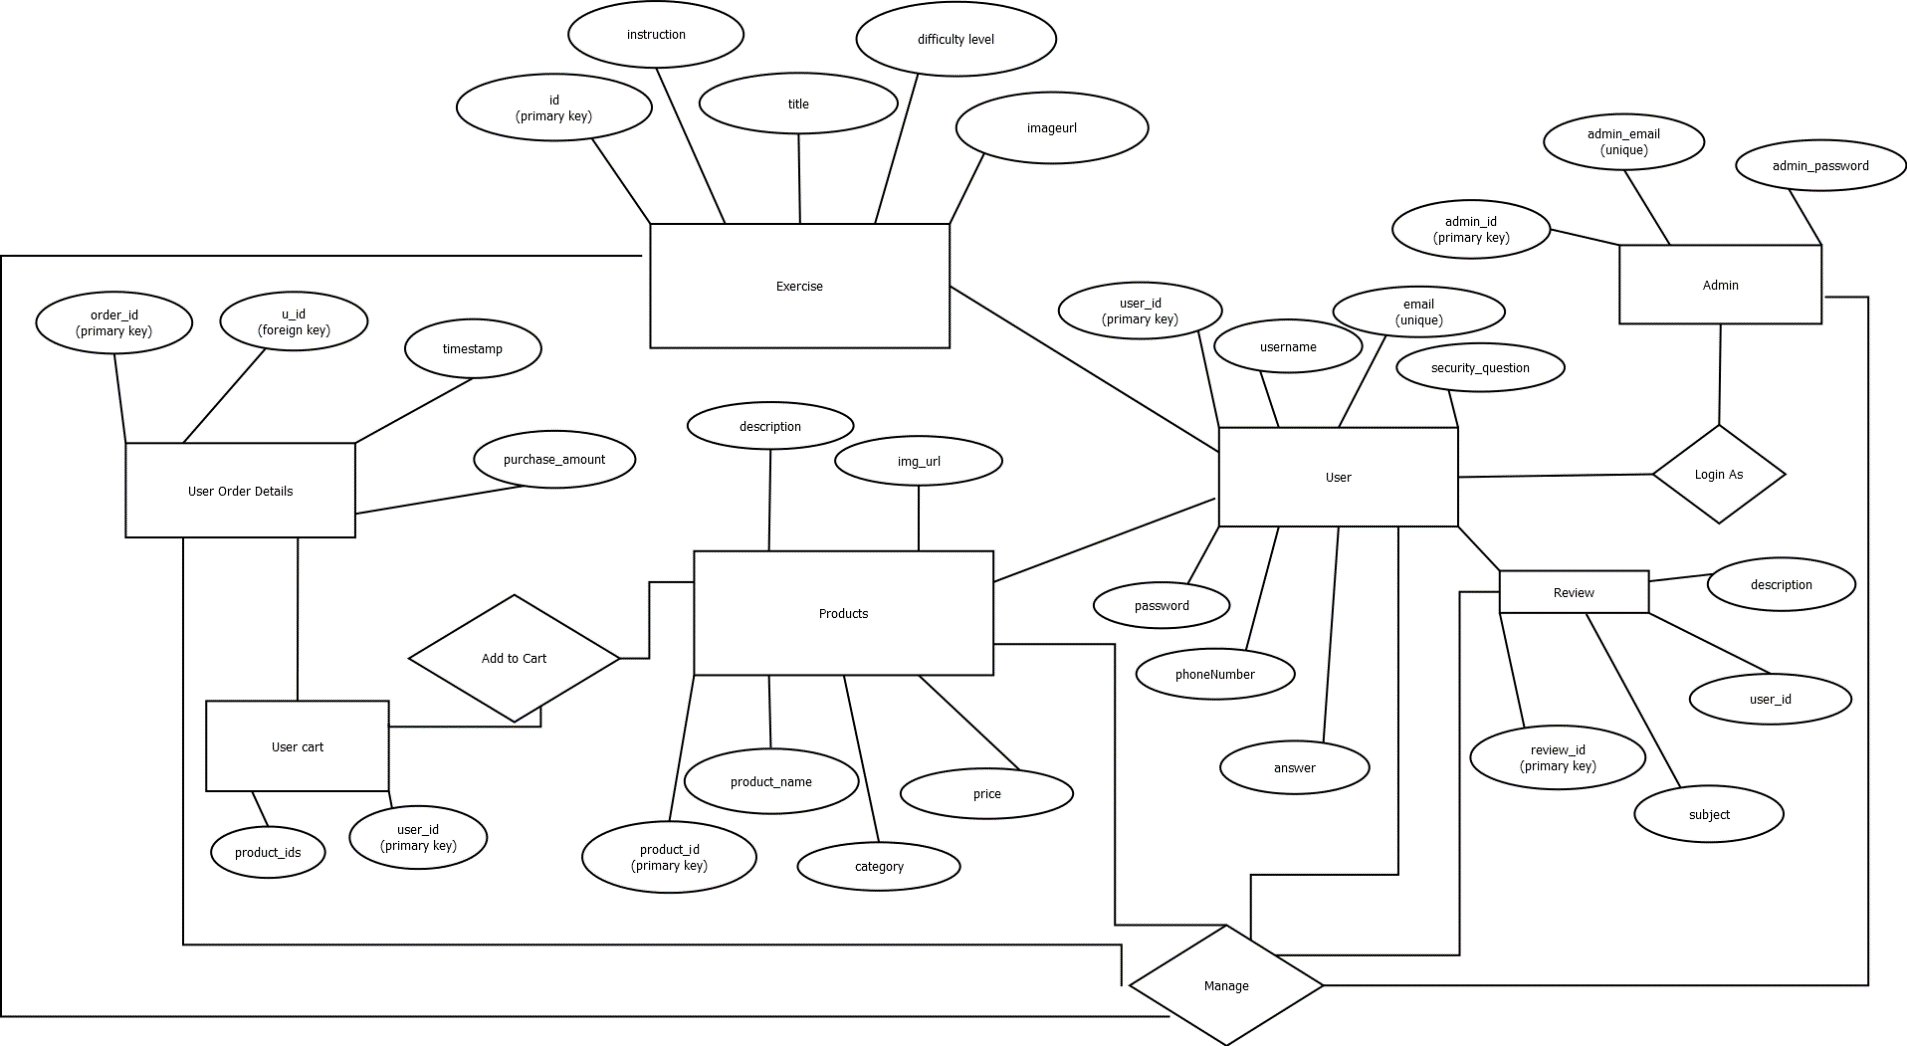 instruction
difficulty level
id
(primary key)
title
imageurl
admin_email
(unique)
admin_password
admin_id
(primary key)
Exercise
Admin
order_id
(primary key)
u_id
(foreign key)
timestamp
user_id
(primary key)
username
email
(unique)
security_question
description
img_url
purchase_amount
User Order Details
User
Login As
Products
password
Review
description
Add to Cart
phoneNumber
user_id
User cart
product_name
price
answer
review_id
(primary key)
subject
product_ids
user_id
(primary key)
product_id
(primary key)
category
Manage